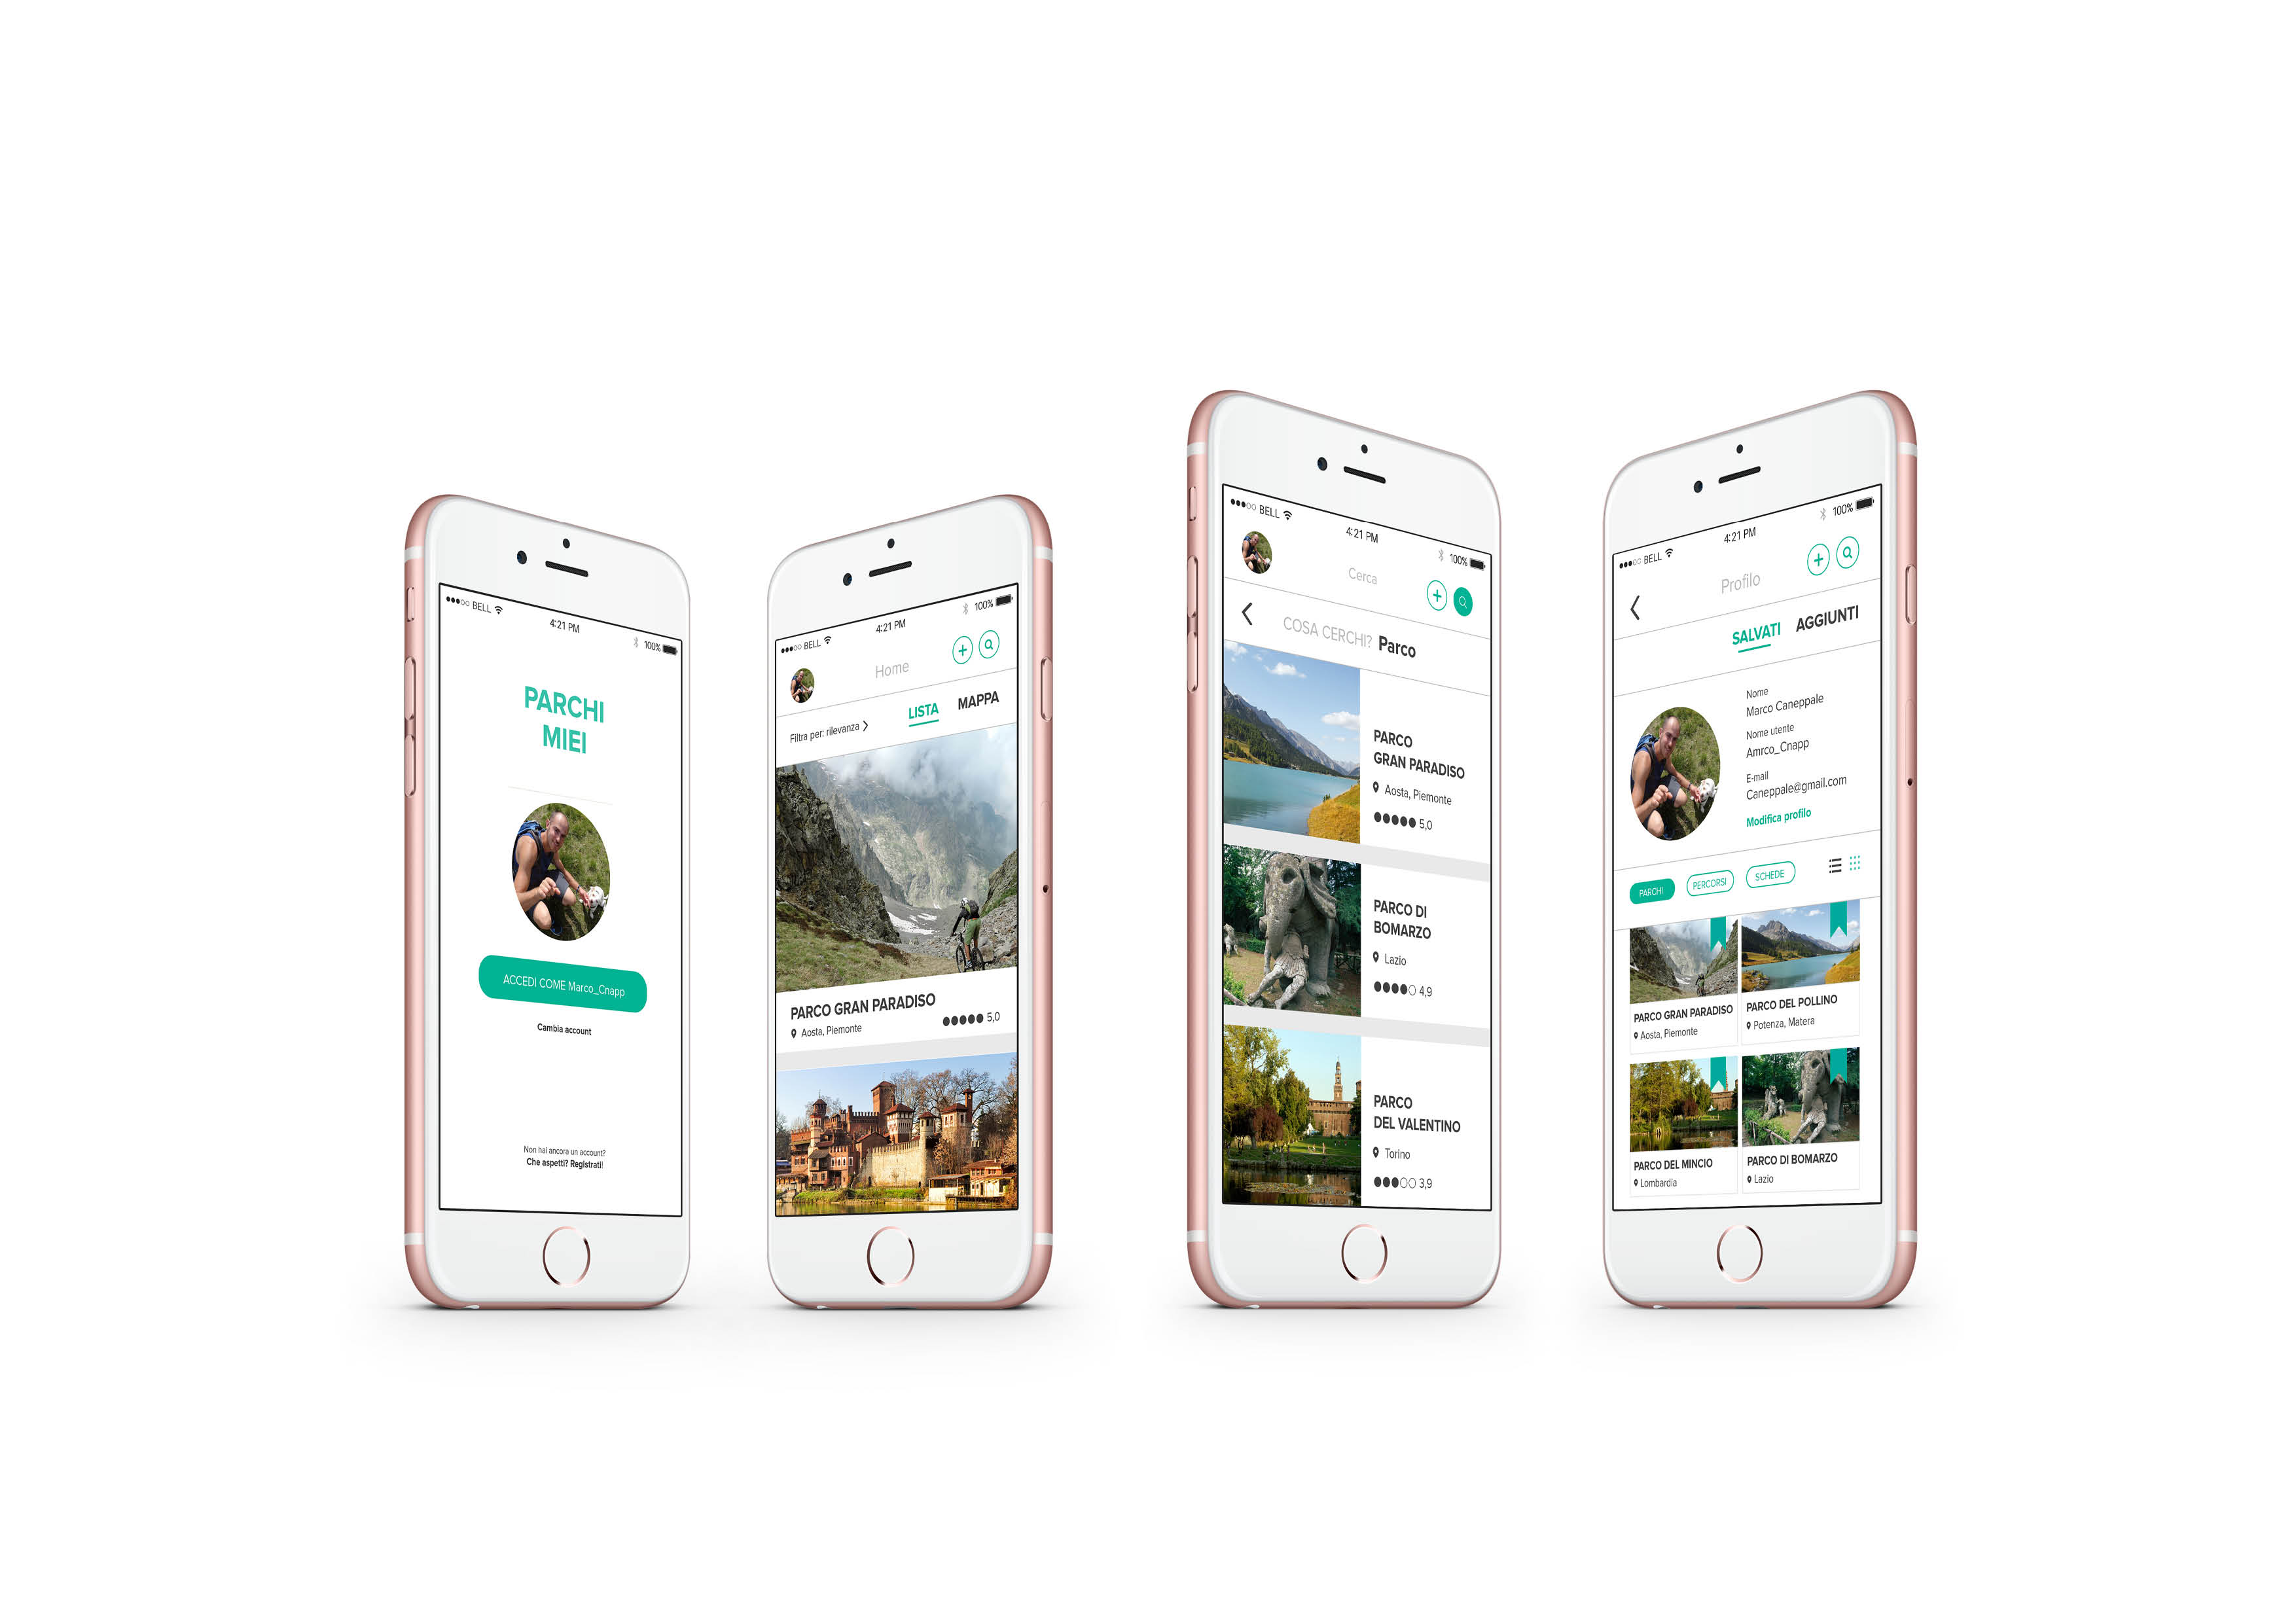 BELL
4:21 PM
100%
PARCHI
MIEI
ACCEDI COME Marco_Cnapp
Cambia account
Non hai ancora un account?
Che aspetti? Registrati!
BELL
4:21 PM
100%
Home
Filtra per: rilevanza
LISTA
MAPPA
PARCO GRAN PARADISO
Aosta, Piemonte
5,0
BELL
4:21 PM
100%
Cerca
COSA CERCHI? Parco
PARCO
GRAN PARADISO
Aosta, Piemonte
5,0
PARCO DI
BOMARZO
Lazio
4,9
PARCO
DEL VALENTINO
Torino
3,9
BELL
4:21 PM
100%
Profilo
SALVATI
AGGIUNTI
Nome
Marco Caneppale
Nome utente
Amrco_Cnapp
E-mail
Caneppale@gmail.com
Modifica profilo
PARCHI
PERCORSI
SCHEDE
PARCO GRAN PARADISO
Aosta, Piemonte
PARCO DEL POLLINO
Potenza, Matera
PARCO DEL MINCIO
Lombardia
PARCO DI BOMARZO
Lazio